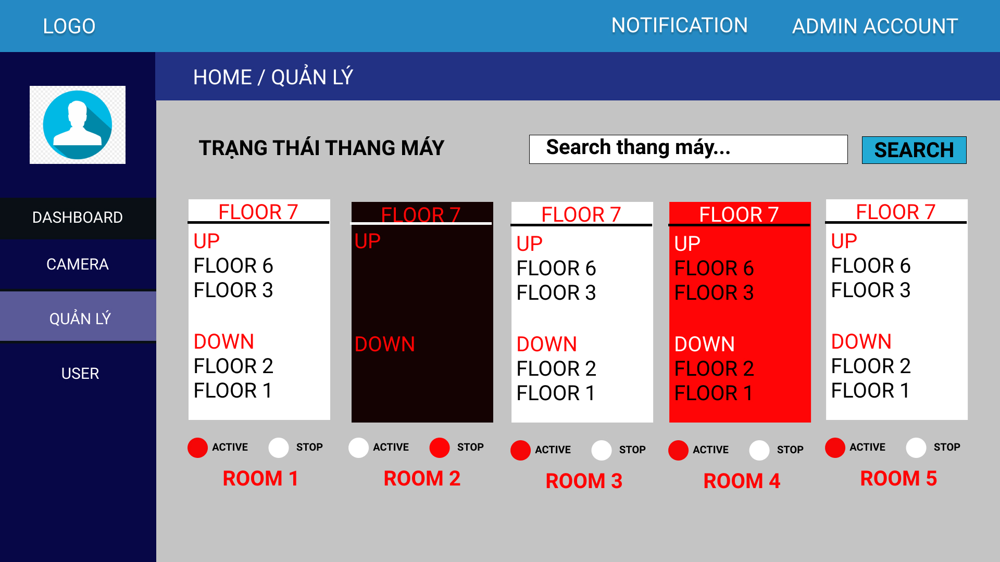 LOGO
NOTIFICATION
ADMIN ACCOUNT
HOME / QUẢN LÝ
DASHBOARD
CAMERA
QUẢN LÝ
USER
TRẠNG THÁI THANG MÁY
Search thang máy...
SEARCH
FLOOR 7
UP
FLOOR 6
FLOOR 3
DOWN
FLOOR 2
FLOOR 1
ACTIVE
STOP
ROOM 1
FLOOR 7
UP
DOWN
ACTIVE
STOP
ROOM 2
FLOOR 7
UP
FLOOR 6
FLOOR 3
DOWN
FLOOR 2
FLOOR 1
ACTIVE
STOP
ROOM 3
FLOOR 7
UP
FLOOR 6
FLOOR 3
DOWN
FLOOR 2
FLOOR 1
ACTIVE
STOP
ROOM 4
FLOOR 7
UP
FLOOR 6
FLOOR 3
DOWN
FLOOR 2
FLOOR 1
ACTIVE
STOP
ROOM 5